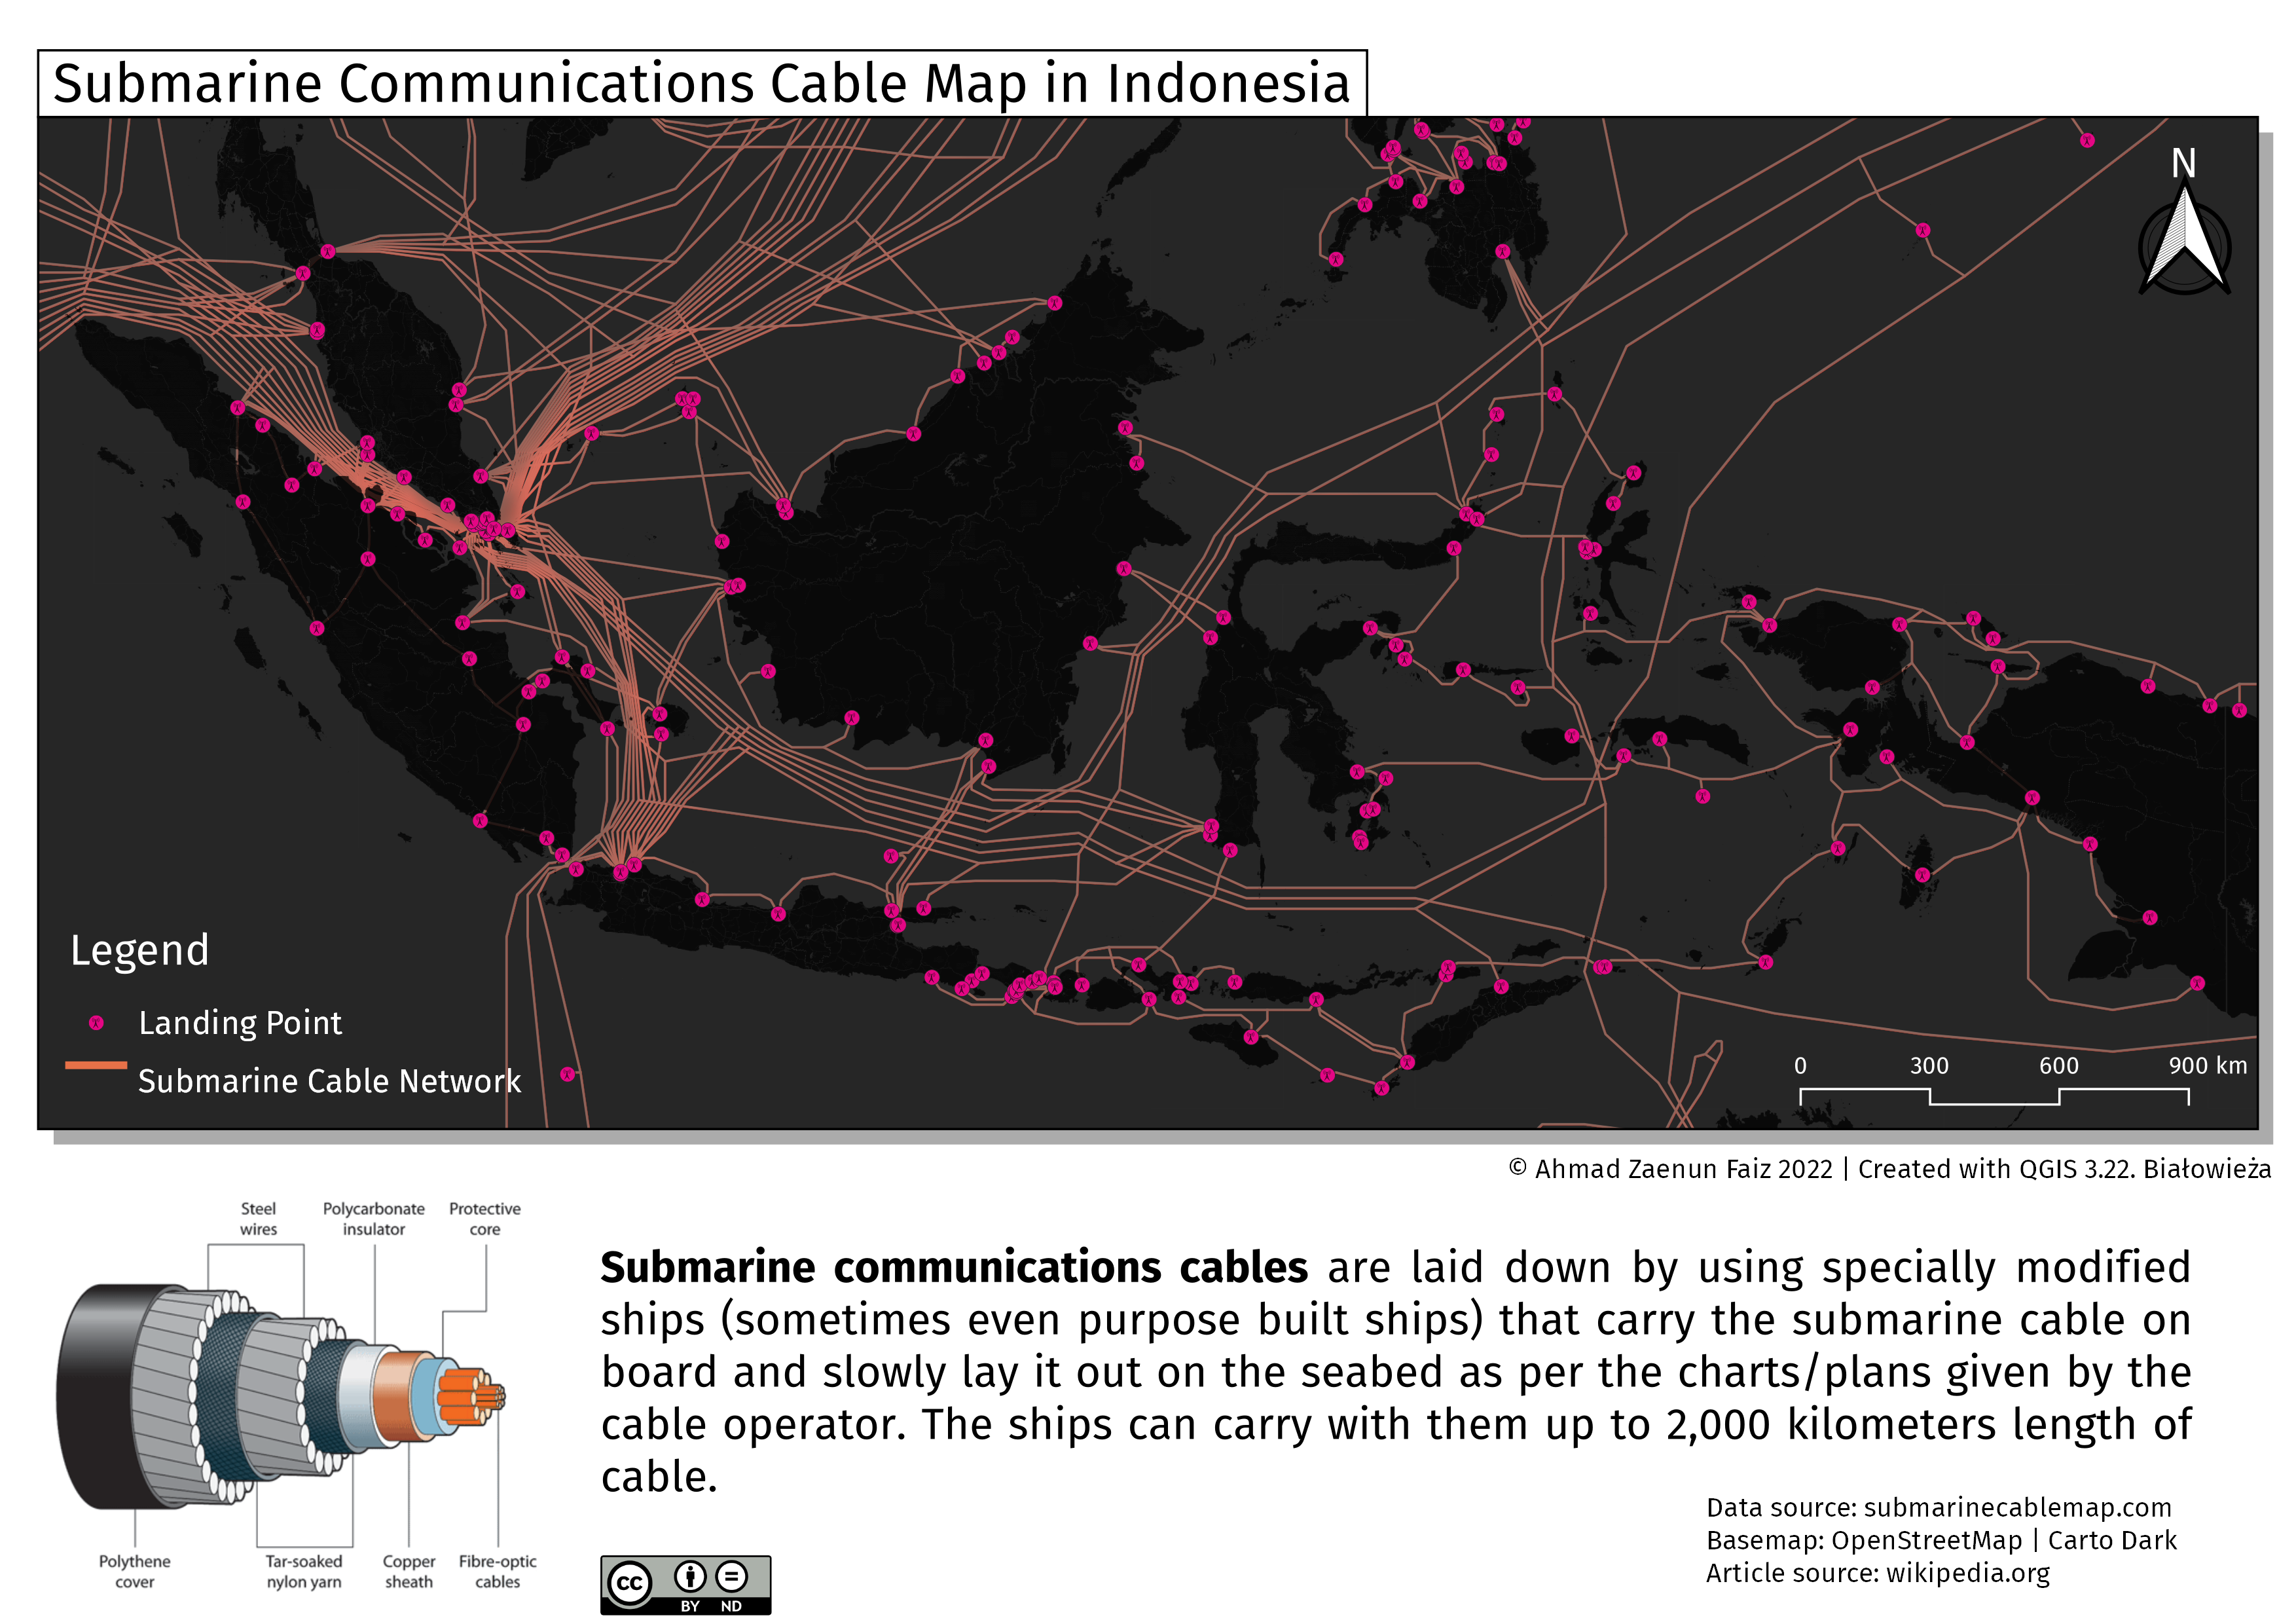 Submarine Communications Cable Map in Indonesia
N
Legend
Landing Point
Submarine Cable Network
0 300 600 900 km
© Ahmad Zaenun Faiz 2022 | Created with QGIS 3.22. Białowieża
Steel
wires
Polycarbonate
insulator
Protective
core
Polythene
cover
Tar-soaked
nylon yarn
Copper
sheath
Fibre-optic
cables
Submarine communications cables are laid down by using specially modified
ships (sometimes even purpose built ships) that carry the submarine cable on
board and slowly lay it out on the seabed as per the charts/plans given by the
cable operator. The ships can carry with them up to 2,000 kilometers length of
cable.
Data source: submarinecablemap.com
Basemap: OpenStreetMap | Carto Dark
Article source: wikipedia.org
cc
BY ND